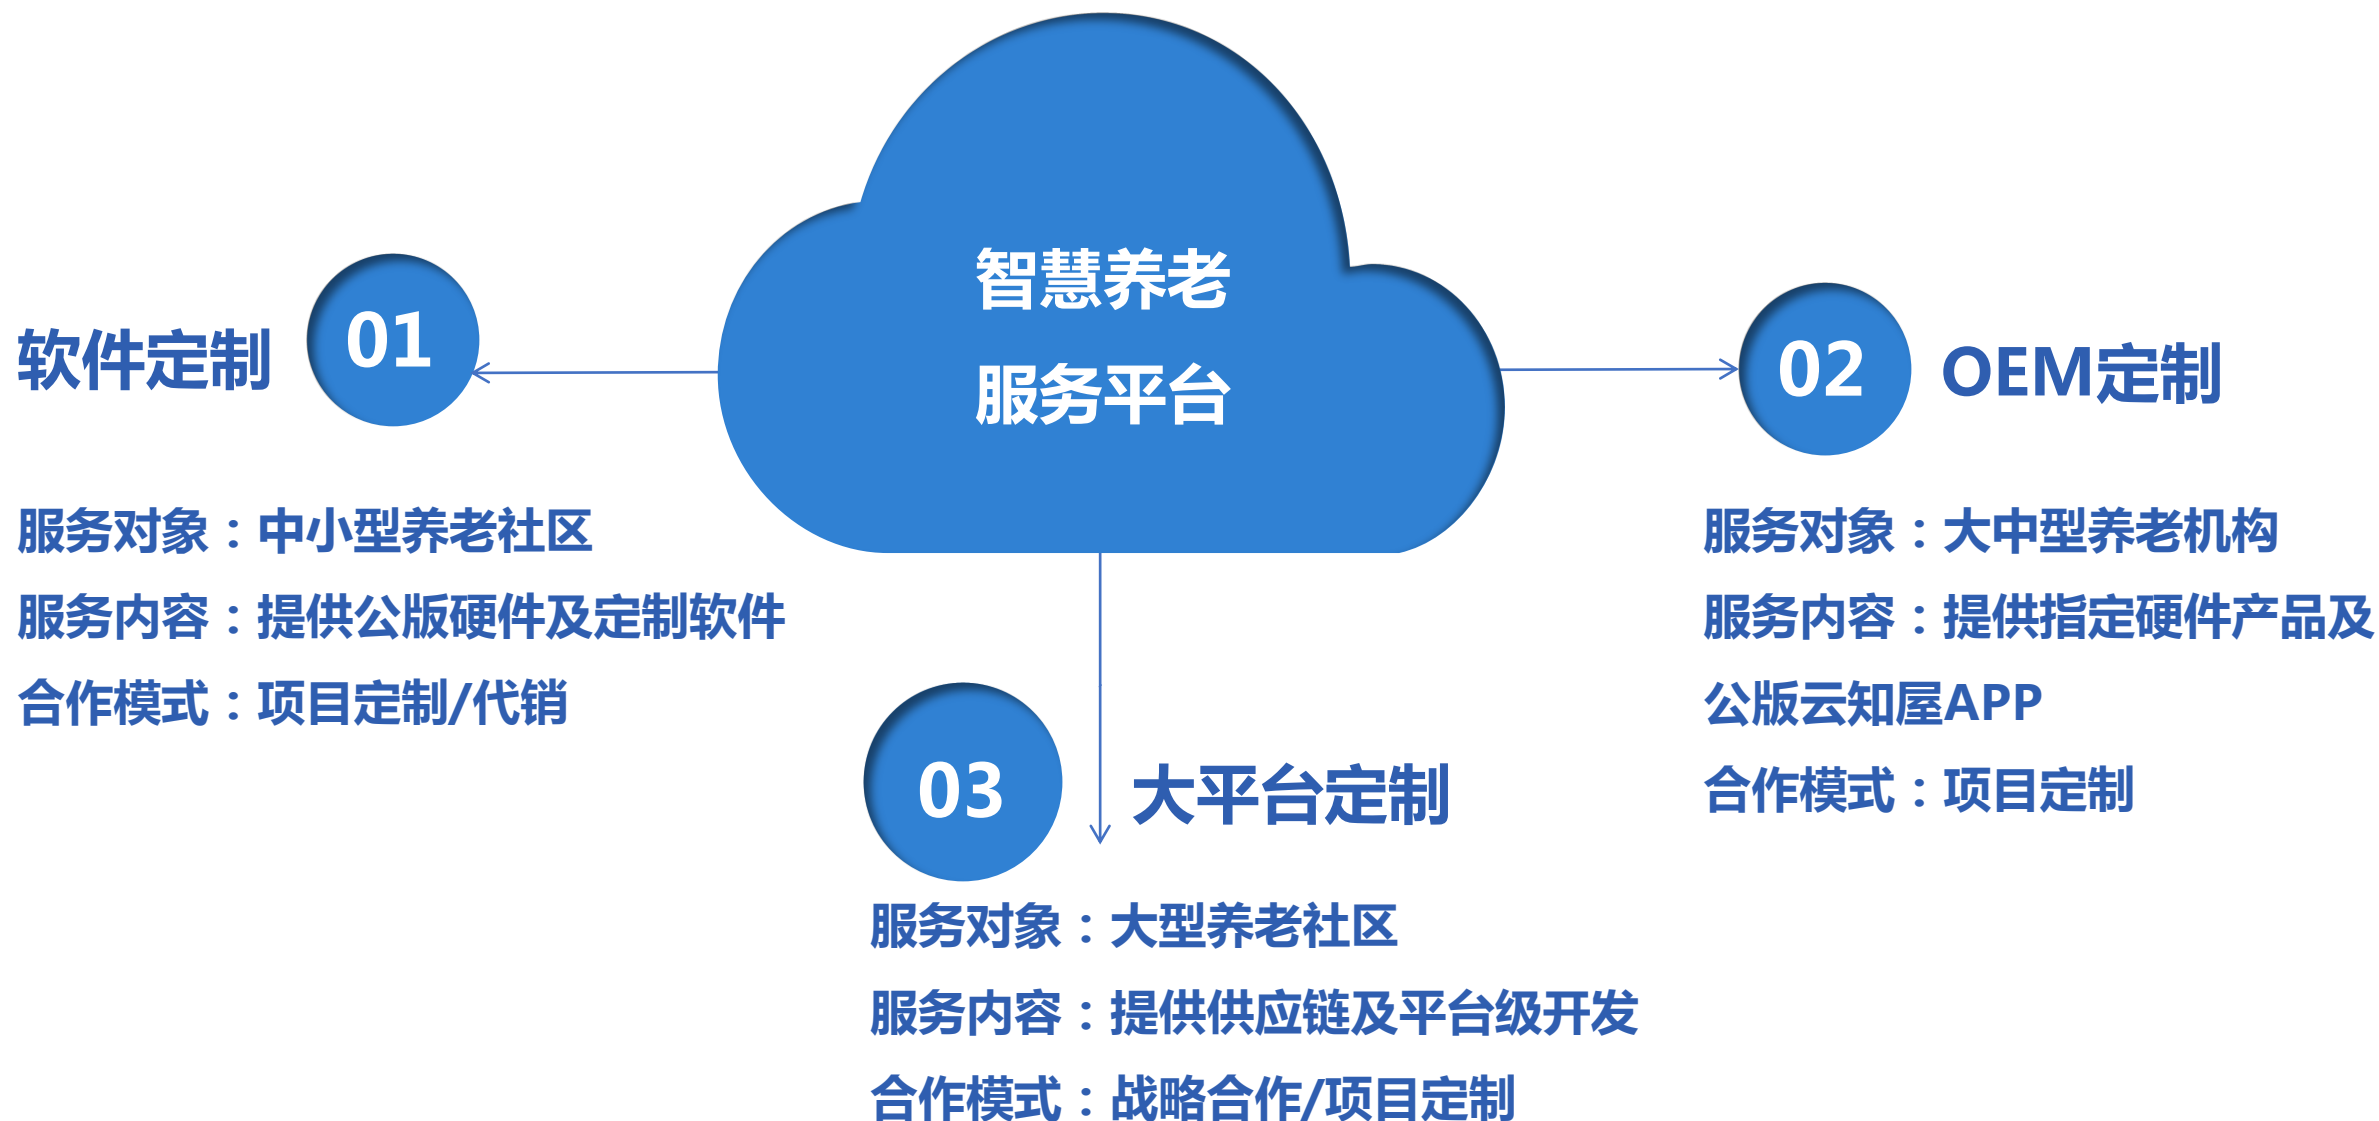 智慧养老
服务平台
01
软件定制
服务对象：中小型养老社区
服务内容：提供公版硬件及定制软件
合作模式：项目定制/代销
02
OEM定制
服务对象：大中型养老机构
服务内容：提供指定硬件产品及
公版云知屋APP
合作模式：项目定制
03
大平台定制
服务对象：大型养老社区
服务内容：提供供应链及平台级开发
合作模式：战略合作/项目定制